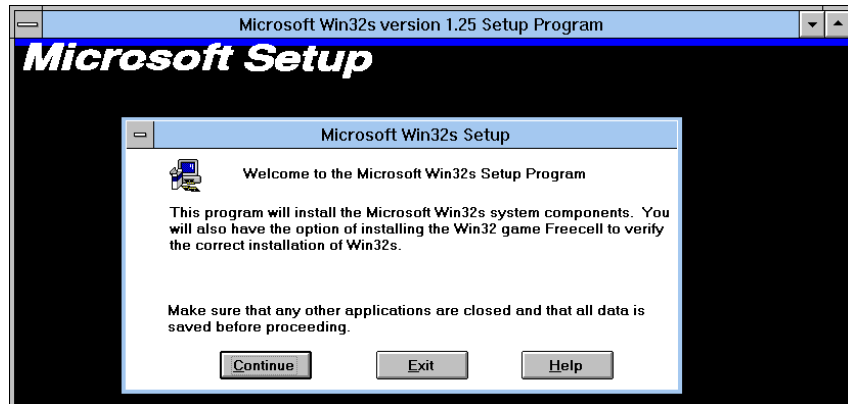 Microsoft Win32s version 1.25 Setup Program
Microsoft Setup
Microsoft Win32s Setup
Welcome to the Microsoft Win32s Setup Program
This program will install the Microsoft Win32s system components. You
will also have the option of installing the Win32 game Freecell to verify
the correct installation of Win32s.
Make sure that any other applications are closed and that all data is
saved before proceeding.
Continue Exit Help